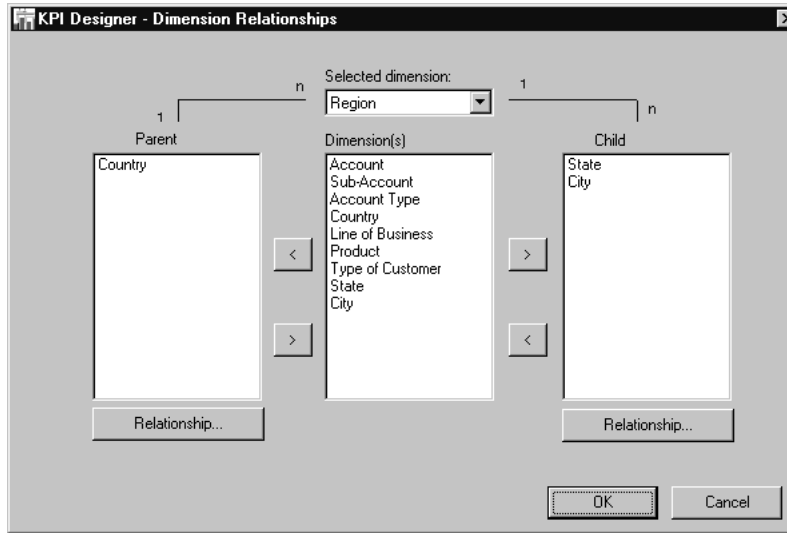 KPI Designer - Dimension Relationships
Selected dimension:
n
1
Region
1
n
Parent
Dimension(s)
Child
Country
Account
Sub-Account
Account Type
Country
Line of Business
Product
Type of Customer
State
City
State
City
<
>
>
<
Relationship...
Relationship...
OK
Cancel